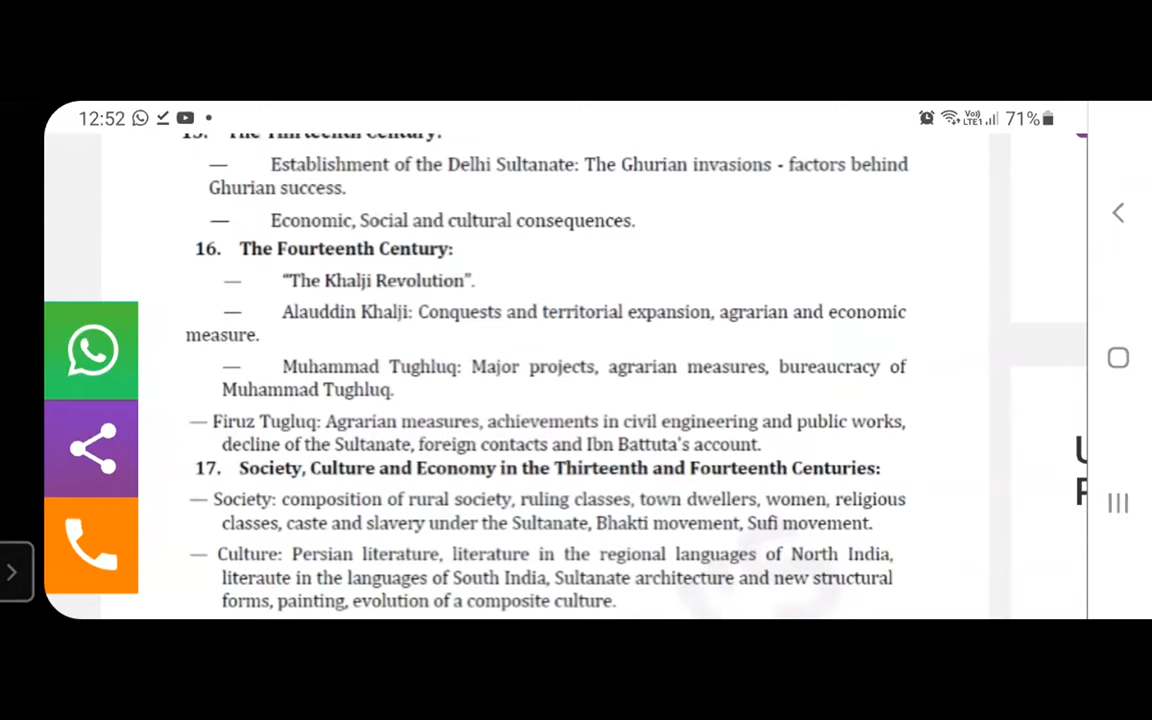 12:52
71%
15. The Thirteenth Century:
— Establishment of the Delhi Sultanate: The Ghurian invasions - factors behind
Ghurian success.
— Economic, Social and cultural consequences.
16. The Fourteenth Century:
— “The Khalji Revolution”.
— Alauddin Khalji: Conquests and territorial expansion, agrarian and economic
measure.
— Muhammad Tughluq: Major projects, agrarian measures, bureaucracy of
Muhammad Tughluq.
— Firuz Tugluq: Agrarian measures, achievements in civil engineering and public works,
decline of the Sultanate, foreign contacts and Ibn Battuta's account.
17. Society, Culture and Economy in the Thirteenth and Fourteenth Centuries:
— Society: composition of rural society, ruling classes, town dwellers, women, religious
classes, caste and slavery under the Sultanate, Bhakti movement, Sufi movement.
— Culture: Persian literature, literature in the regional languages of North India,
literaute in the languages of South India, Sultanate architecture and new structural
forms, painting, evolution of a composite culture.